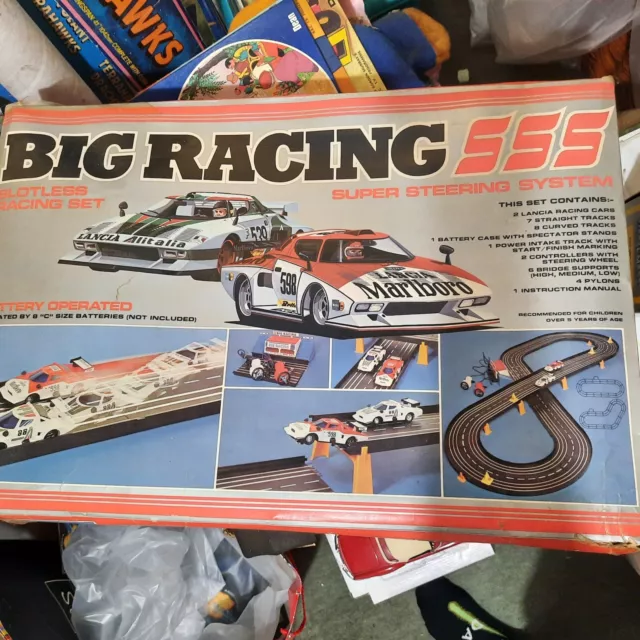 BIG RACING SSS
SLOTLESS
RACING SET
SUPER STEERING SYSTEM
THIS SET CONTAINS:-
2 LANCIA RACING CARS
7 STRAIGHT TRACKS
8 CURVED TRACKS
1 BATTERY CASE WITH SPECTATOR STANDS
1 POWER INTAKE TRACK WITH
START/FINISH MARKING
2 CONTROLLERS WITH
STEERING WHEEL
6 BRIDGE SUPPORTS
(HIGH, MEDIUM, LOW)
4 PYLONS
1 INSTRUCTION MANUAL
RECOMMENDED FOR CHILDREN
OVER 5 YEARS OF AGE
TTERY OPERATED
ATED BY 8 "C" SIZE BATTERIES (NOT INCLUDED)
Alitalia
539
598
LANCIA
Marlboro
598
98
AWKS